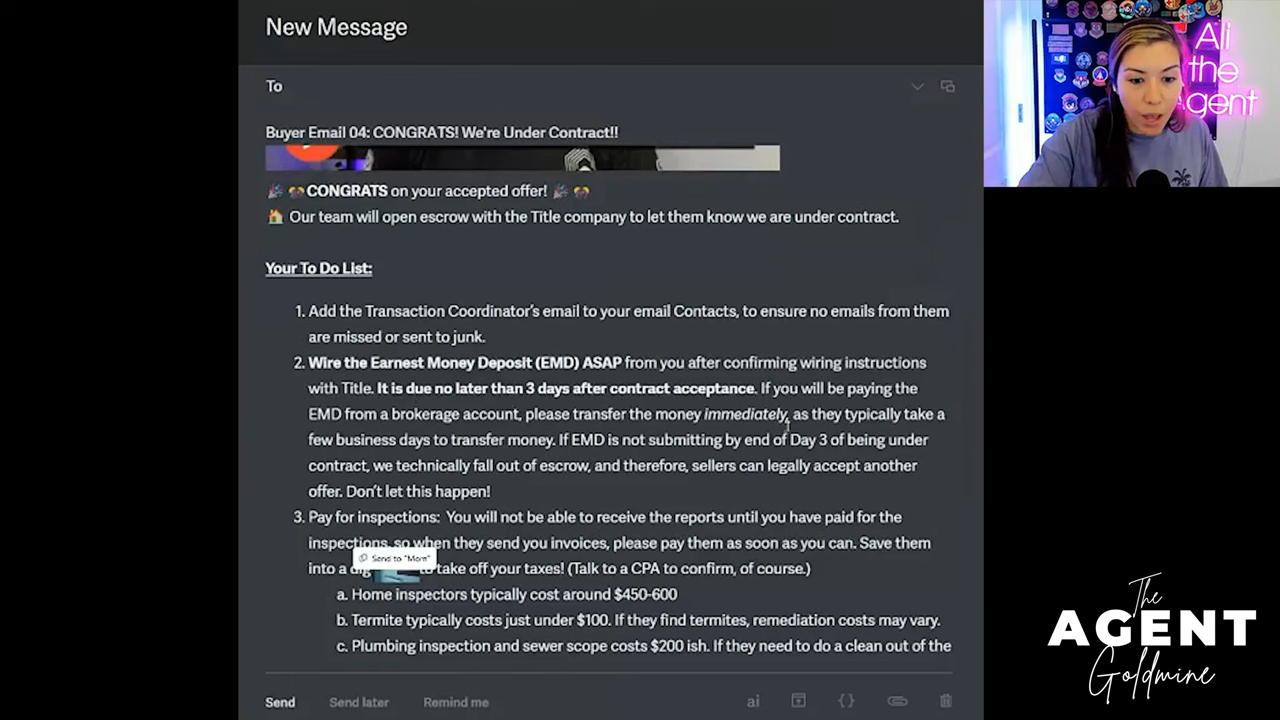 New Message
Ali
the
Agent
To
Buyer Email 04: CONGRATS! We're Under Contract!!
🎉 🎊CONGRATS on your accepted offer! 🎉 🎊
🏠 Our team will open escrow with the Title company to let them know we are under contract.
Your To Do List:
1. Add the Transaction Coordinator's email to your email Contacts, to ensure no emails from them
are missed or sent to junk.
2. Wire the Earnest Money Deposit (EMD) ASAP from you after confirming wiring instructions
with Title. It is due no later than 3 days after contract acceptance. If you will be paying the
EMD from a brokerage account, please transfer the money immediately, as they typically take a
few business days to transfer money. If EMD is not submitting by end of Day 3 of being under
contract, we technically fall out of escrow, and therefore, sellers can legally accept another
offer. Don't let this happen!
3. Pay for inspections: You will not be able to receive the reports until you have paid for the
inspections, so when they send you invoices, please pay them as soon as you can. Save them
Send to "Mom"
into a take off your taxes! (Talk to a CPA to confirm, of course.)
a. Home inspectors typically cost around $450-600
b. Termite typically costs just under $100. If they find termites, remediation costs may vary.
c. Plumbing inspection and sewer scope costs $200 ish. If they need to do a clean out of the
Send Send later Remind me ai {}
The
AGENT
Goldmine